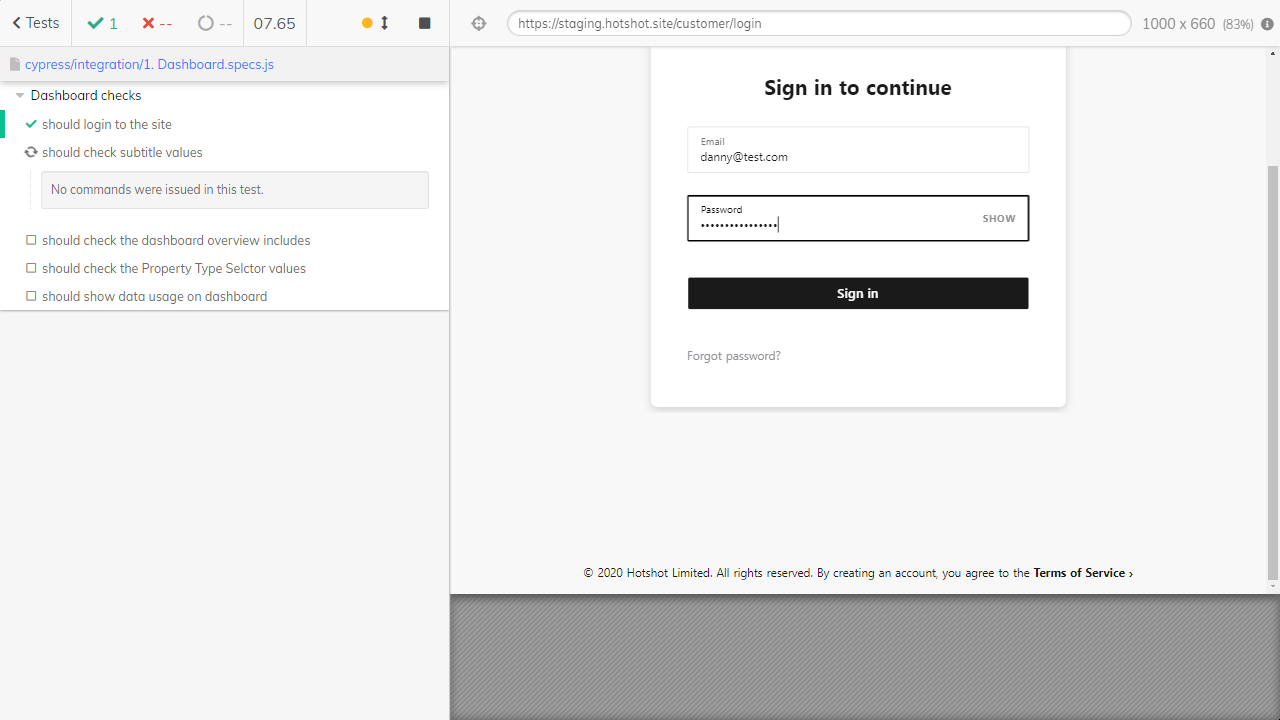 Tests
1
--
--
07.65
https://staging.hotshot.site/customer/login
1000 x 660 (83%)
cypress/integration/1. Dashboard.specs.js
Dashboard checks
should login to the site
should check subtitle values
No commands were issued in this test.
should check the dashboard overview includes
should check the Property Type Selctor values
should show data usage on dashboard
Sign in to continue
Email
danny@test.com
Password
••••••••••••••••
SHOW
Sign in
Forgot password?
© 2020 Hotshot Limited. All rights reserved. By creating an account, you agree to the Terms of Service ›